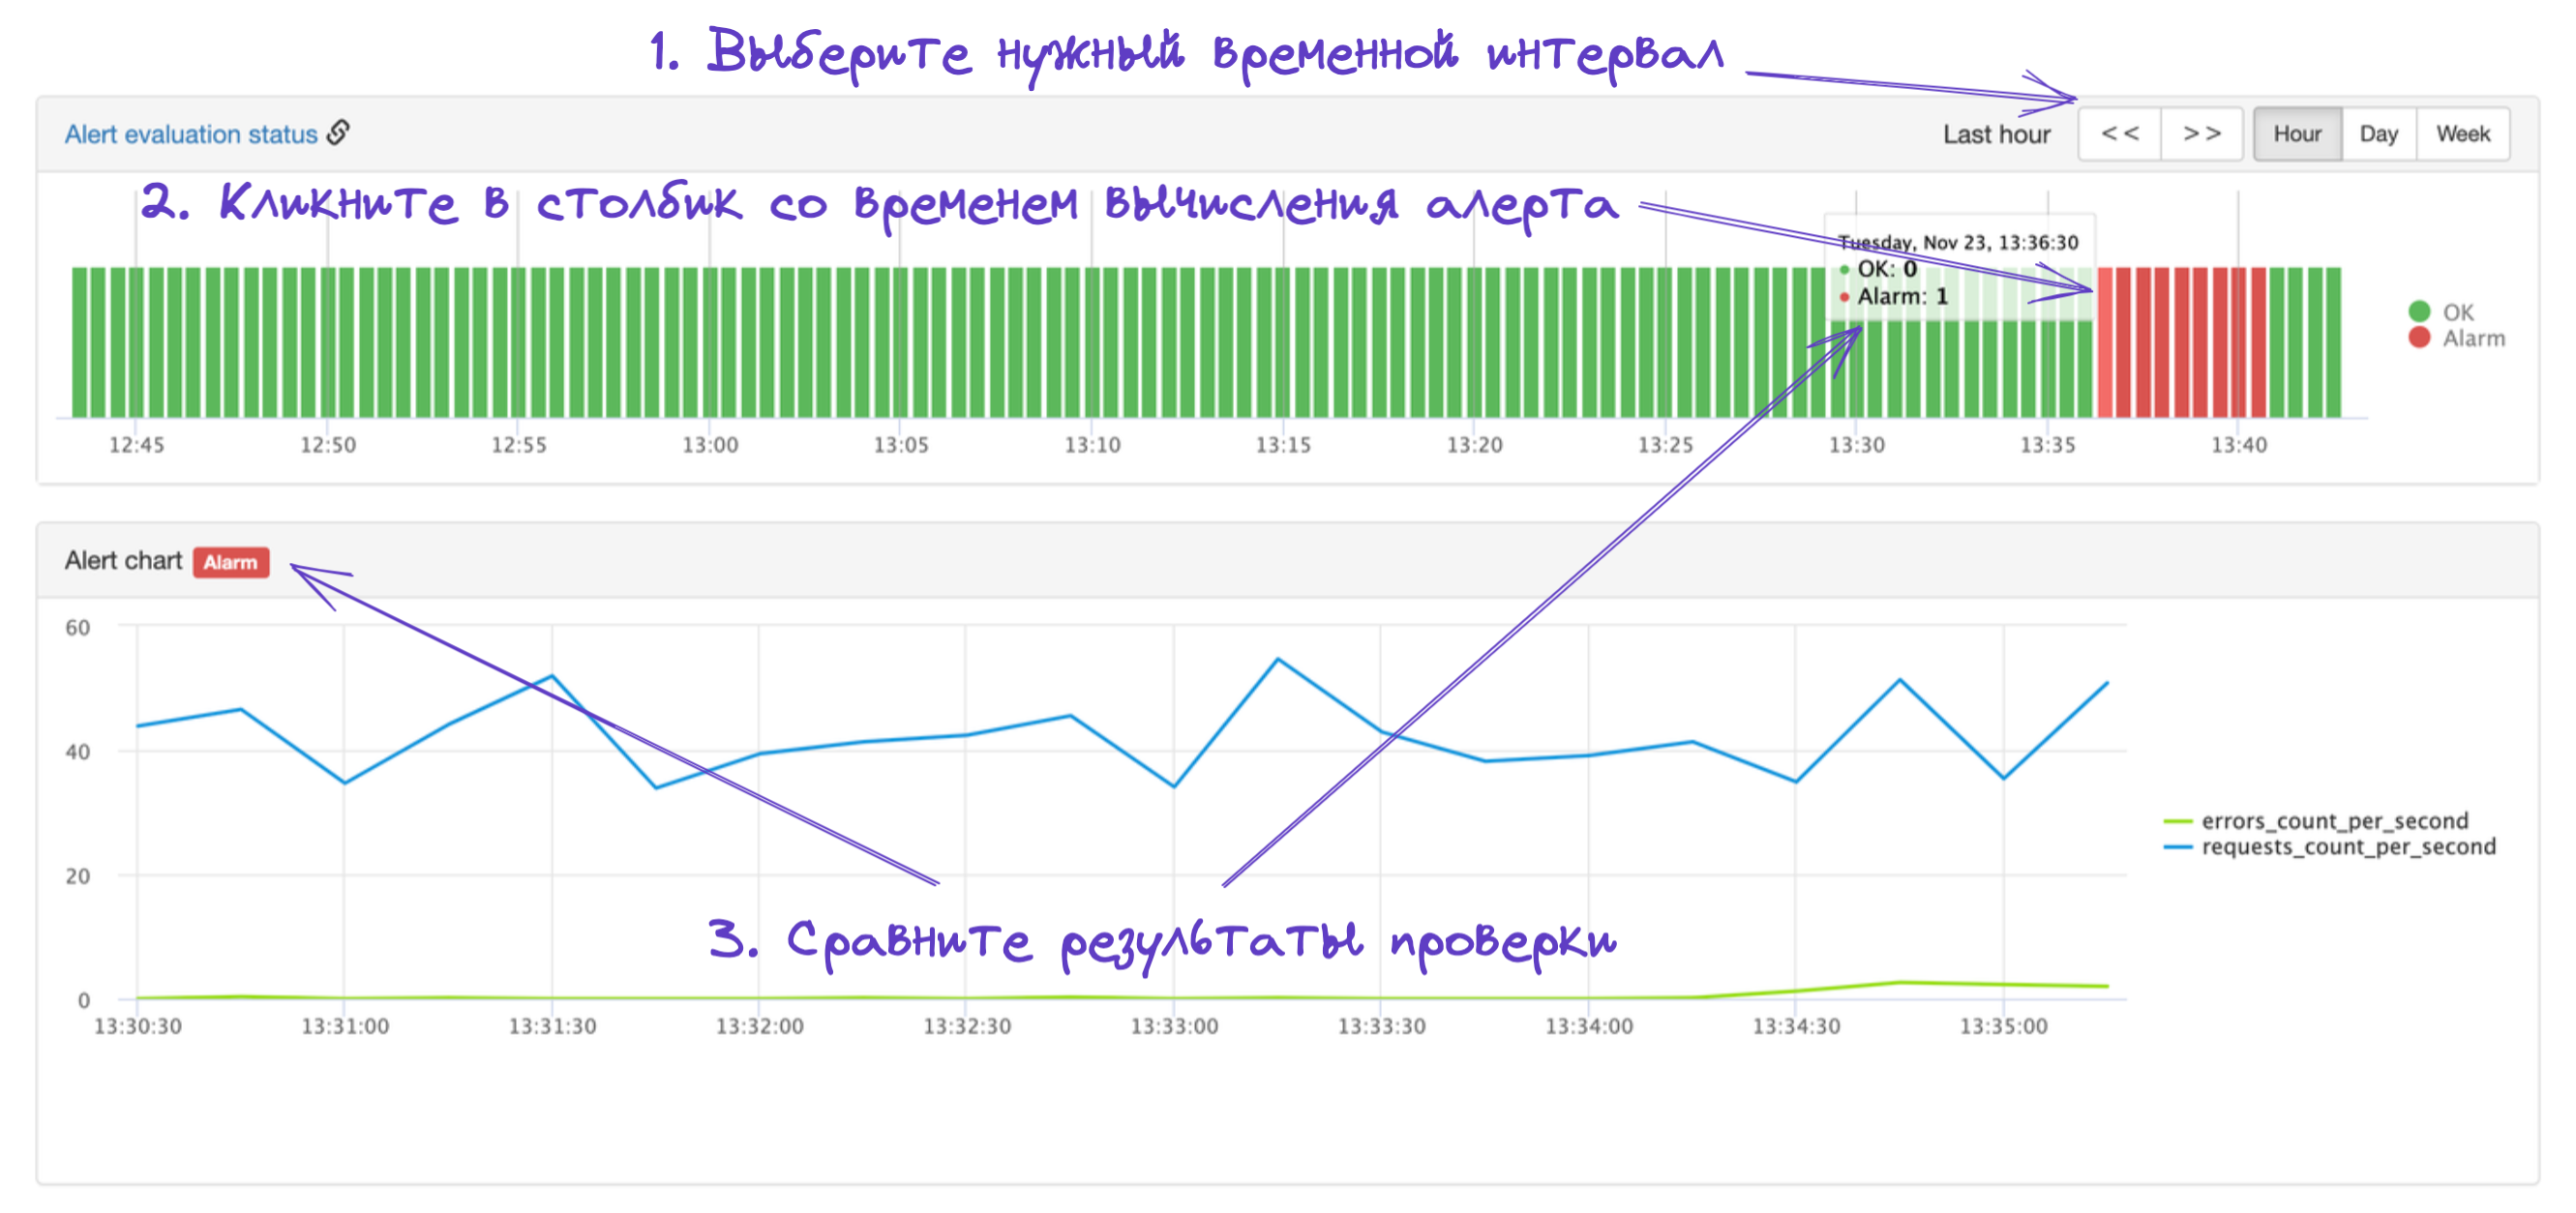 1. Выберите нужный временной интервал
Alert evaluation status
Last hour << >> Hour Day Week
2. Кликните в столбик со временем вычисления алерта
Tuesday, Nov 23, 13:36:30
OK: 0
Alarm: 1
OK
Alarm
12:45 12:50 12:55 13:00 13:05 13:10 13:15 13:20 13:25 13:30 13:35 13:40
Alert chart Alarm
60
40
20
0
errors_count_per_second
requests_count_per_second
3. Сравните результаты проверки
13:30:30 13:31:00 13:31:30 13:32:00 13:32:30 13:33:00 13:33:30 13:34:00 13:34:30 13:35:00